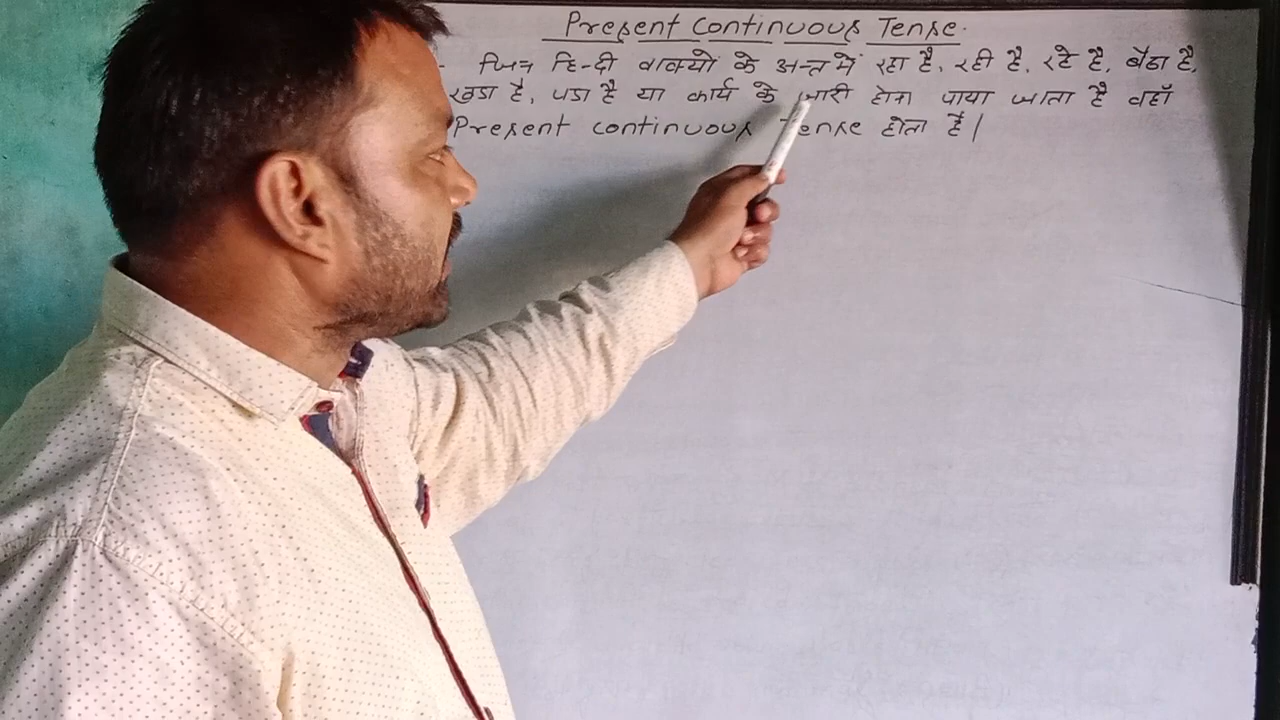 Present Continuous Tense.
जिन हिन्दी वाक्यो के अन्त में रहा है, रही है, रहे है, बैठा है,
खडा है, पडा है या कार्य के जारी होना पाया जाता है वहाँ
Present continuous Tense होता है।